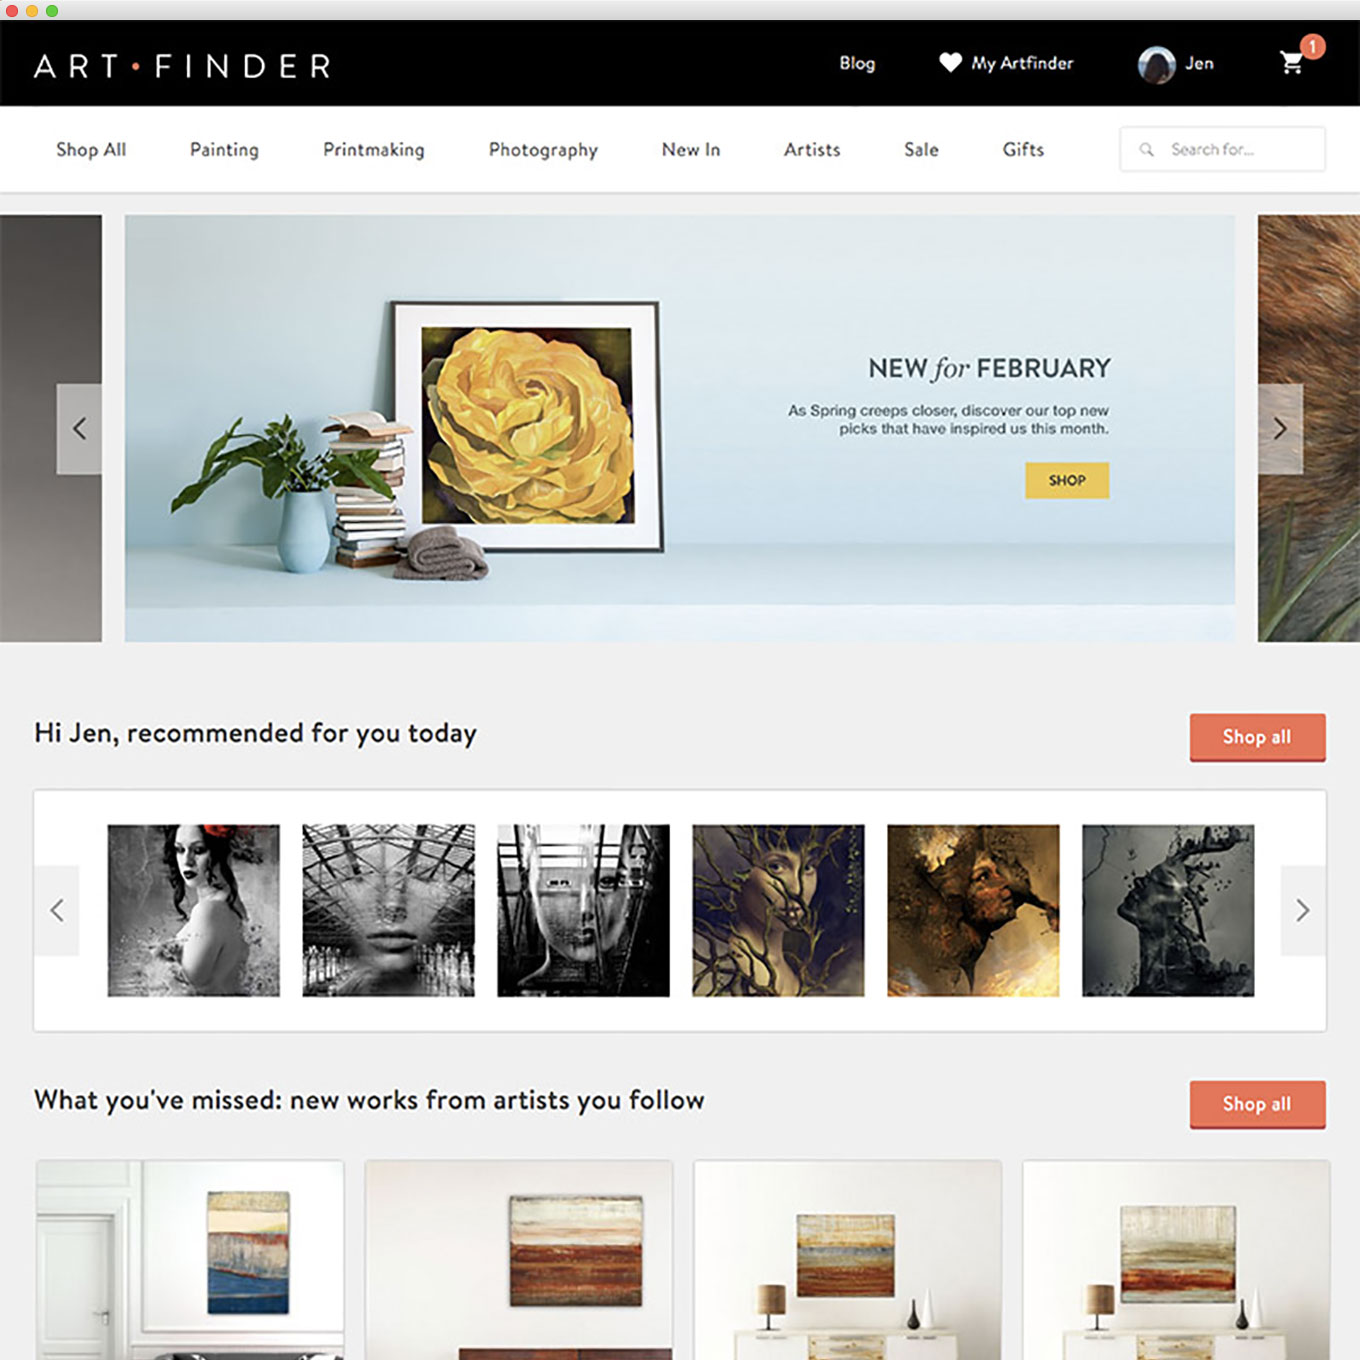 ART•FINDER
Blog
My Artfinder
Jen
1
Shop All
Painting
Printmaking
Photography
New In
Artists
Sale
Gifts
Search for...
NEW for FEBRUARY
As Spring creeps closer, discover our top new
picks that have inspired us this month.
SHOP
Hi Jen, recommended for you today
Shop all
What you've missed: new works from artists you follow
Shop all